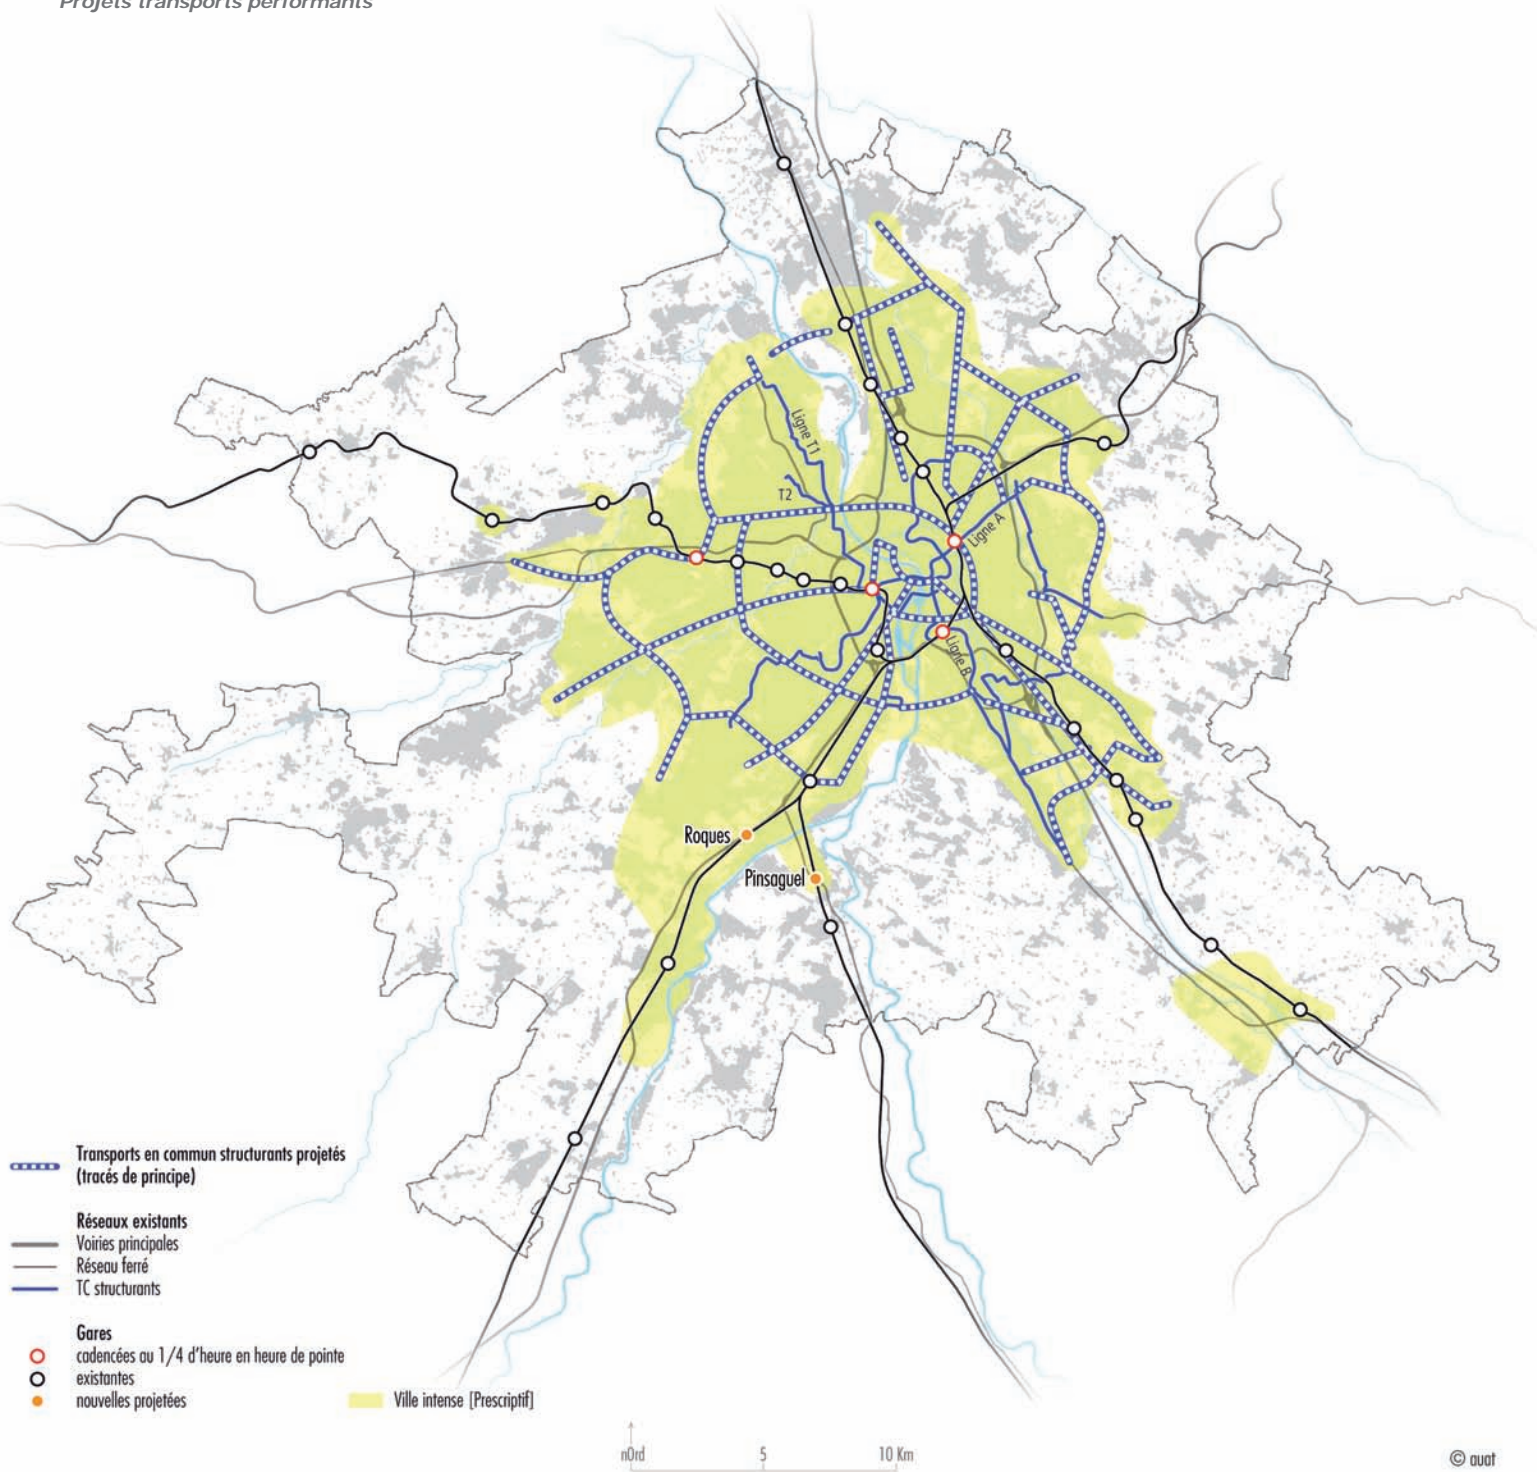 Projets transports performants
Ligne T1
T2
Ligne A
Ligne B
Roques
Pinsaguel
Transports en commun structurants projetés
(tracés de principe)
Réseaux existants
Voiries principales
Réseau ferré
TC structurants
Gares
cadencées au 1/4 d'heure en heure de pointe
existantes
nouvelles projetées
Ville intense [Prescriptif]
nOrd 5 10 Km
© auat